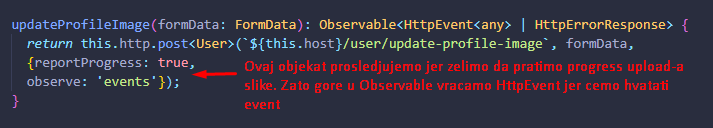 updateProfileImage(formData: FormData): Observable<HttpEvent<any> | HttpErrorResponse> {
return this.http.post<User>(`${this.host}/user/update-profile-image`, formData,
{reportProgress: true,
observe: 'events'});
}
Ovaj objekat prosledjujemo jer zelimo da pratimo progress upload-a
slike. Zato gore u Observable vracamo HttpEvent jer cemo hvatati
event